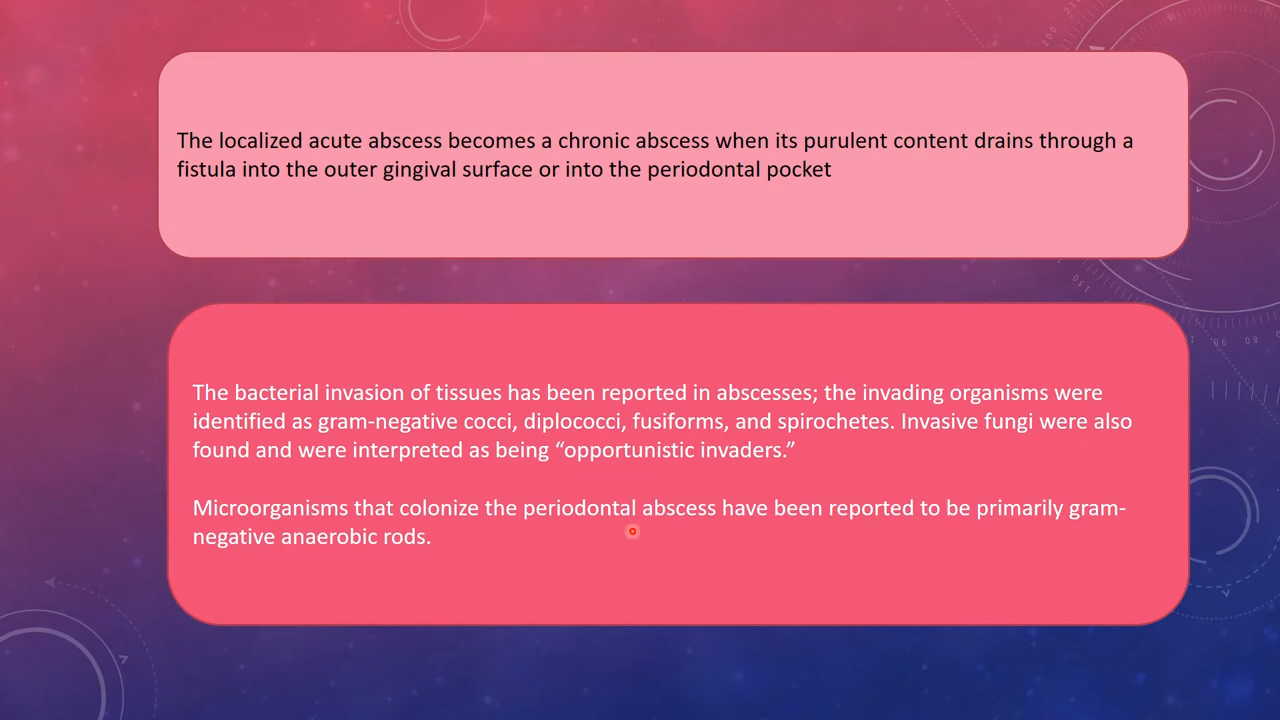 The localized acute abscess becomes a chronic abscess when its purulent content drains through a
fistula into the outer gingival surface or into the periodontal pocket
The bacterial invasion of tissues has been reported in abscesses; the invading organisms were
identified as gram-negative cocci, diplococci, fusiforms, and spirochetes. Invasive fungi were also
found and were interpreted as being “opportunistic invaders.”
Microorganisms that colonize the periodontal abscess have been reported to be primarily gram-
negative anaerobic rods.